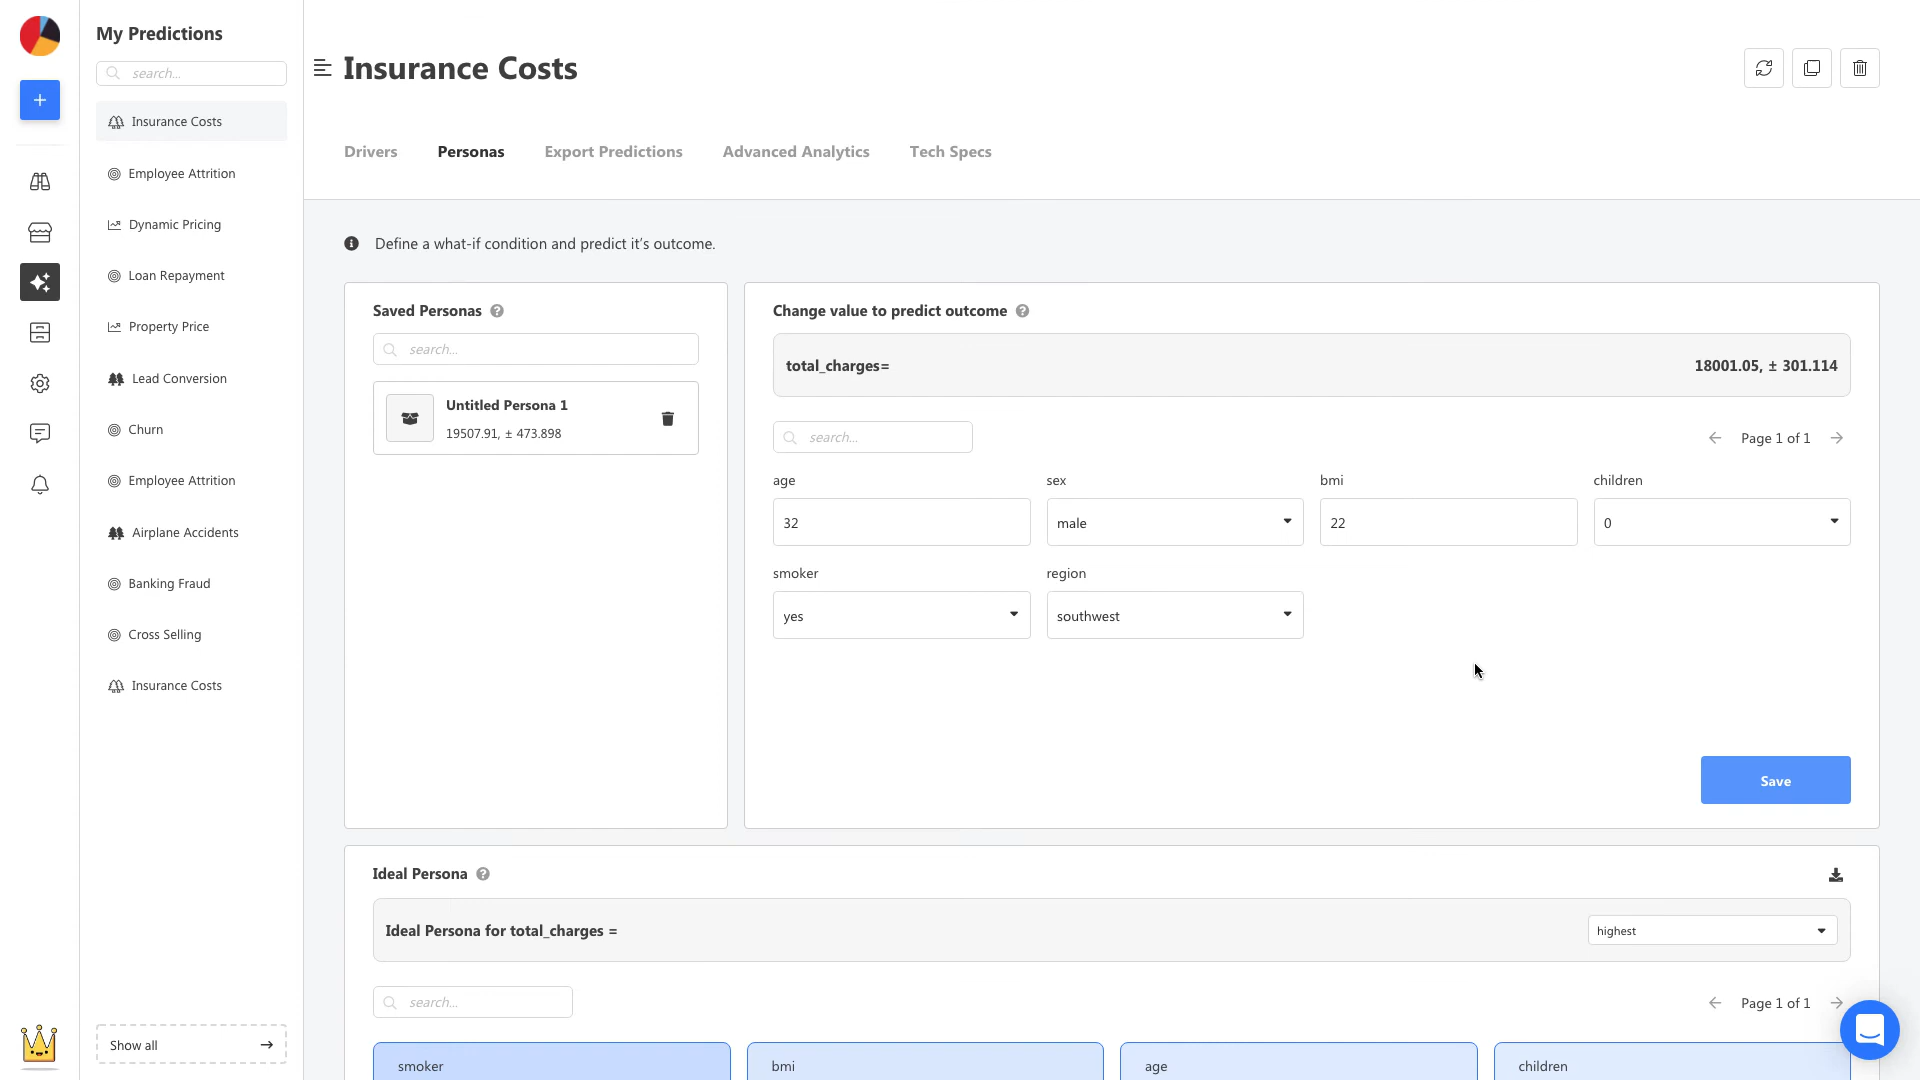 My Predictions
search...
Insurance Costs
Employee Attrition
Dynamic Pricing
Loan Repayment
Property Price
Lead Conversion
Churn
Employee Attrition
Airplane Accidents
Banking Fraud
Cross Selling
Insurance Costs
Show all
Insurance Costs
Drivers Personas Export Predictions Advanced Analytics Tech Specs
Define a what-if condition and predict it’s outcome.
Saved Personas
search...
Untitled Persona 1
19507.91, ± 473.898
Change value to predict outcome
total_charges= 18001.05, ± 301.114
search... Page 1 of 1
age sex bmi children
32 male 22 0
smoker region
yes southwest
Save
Ideal Persona
Ideal Persona for total_charges = highest
search... Page 1 of 1
smoker bmi age children